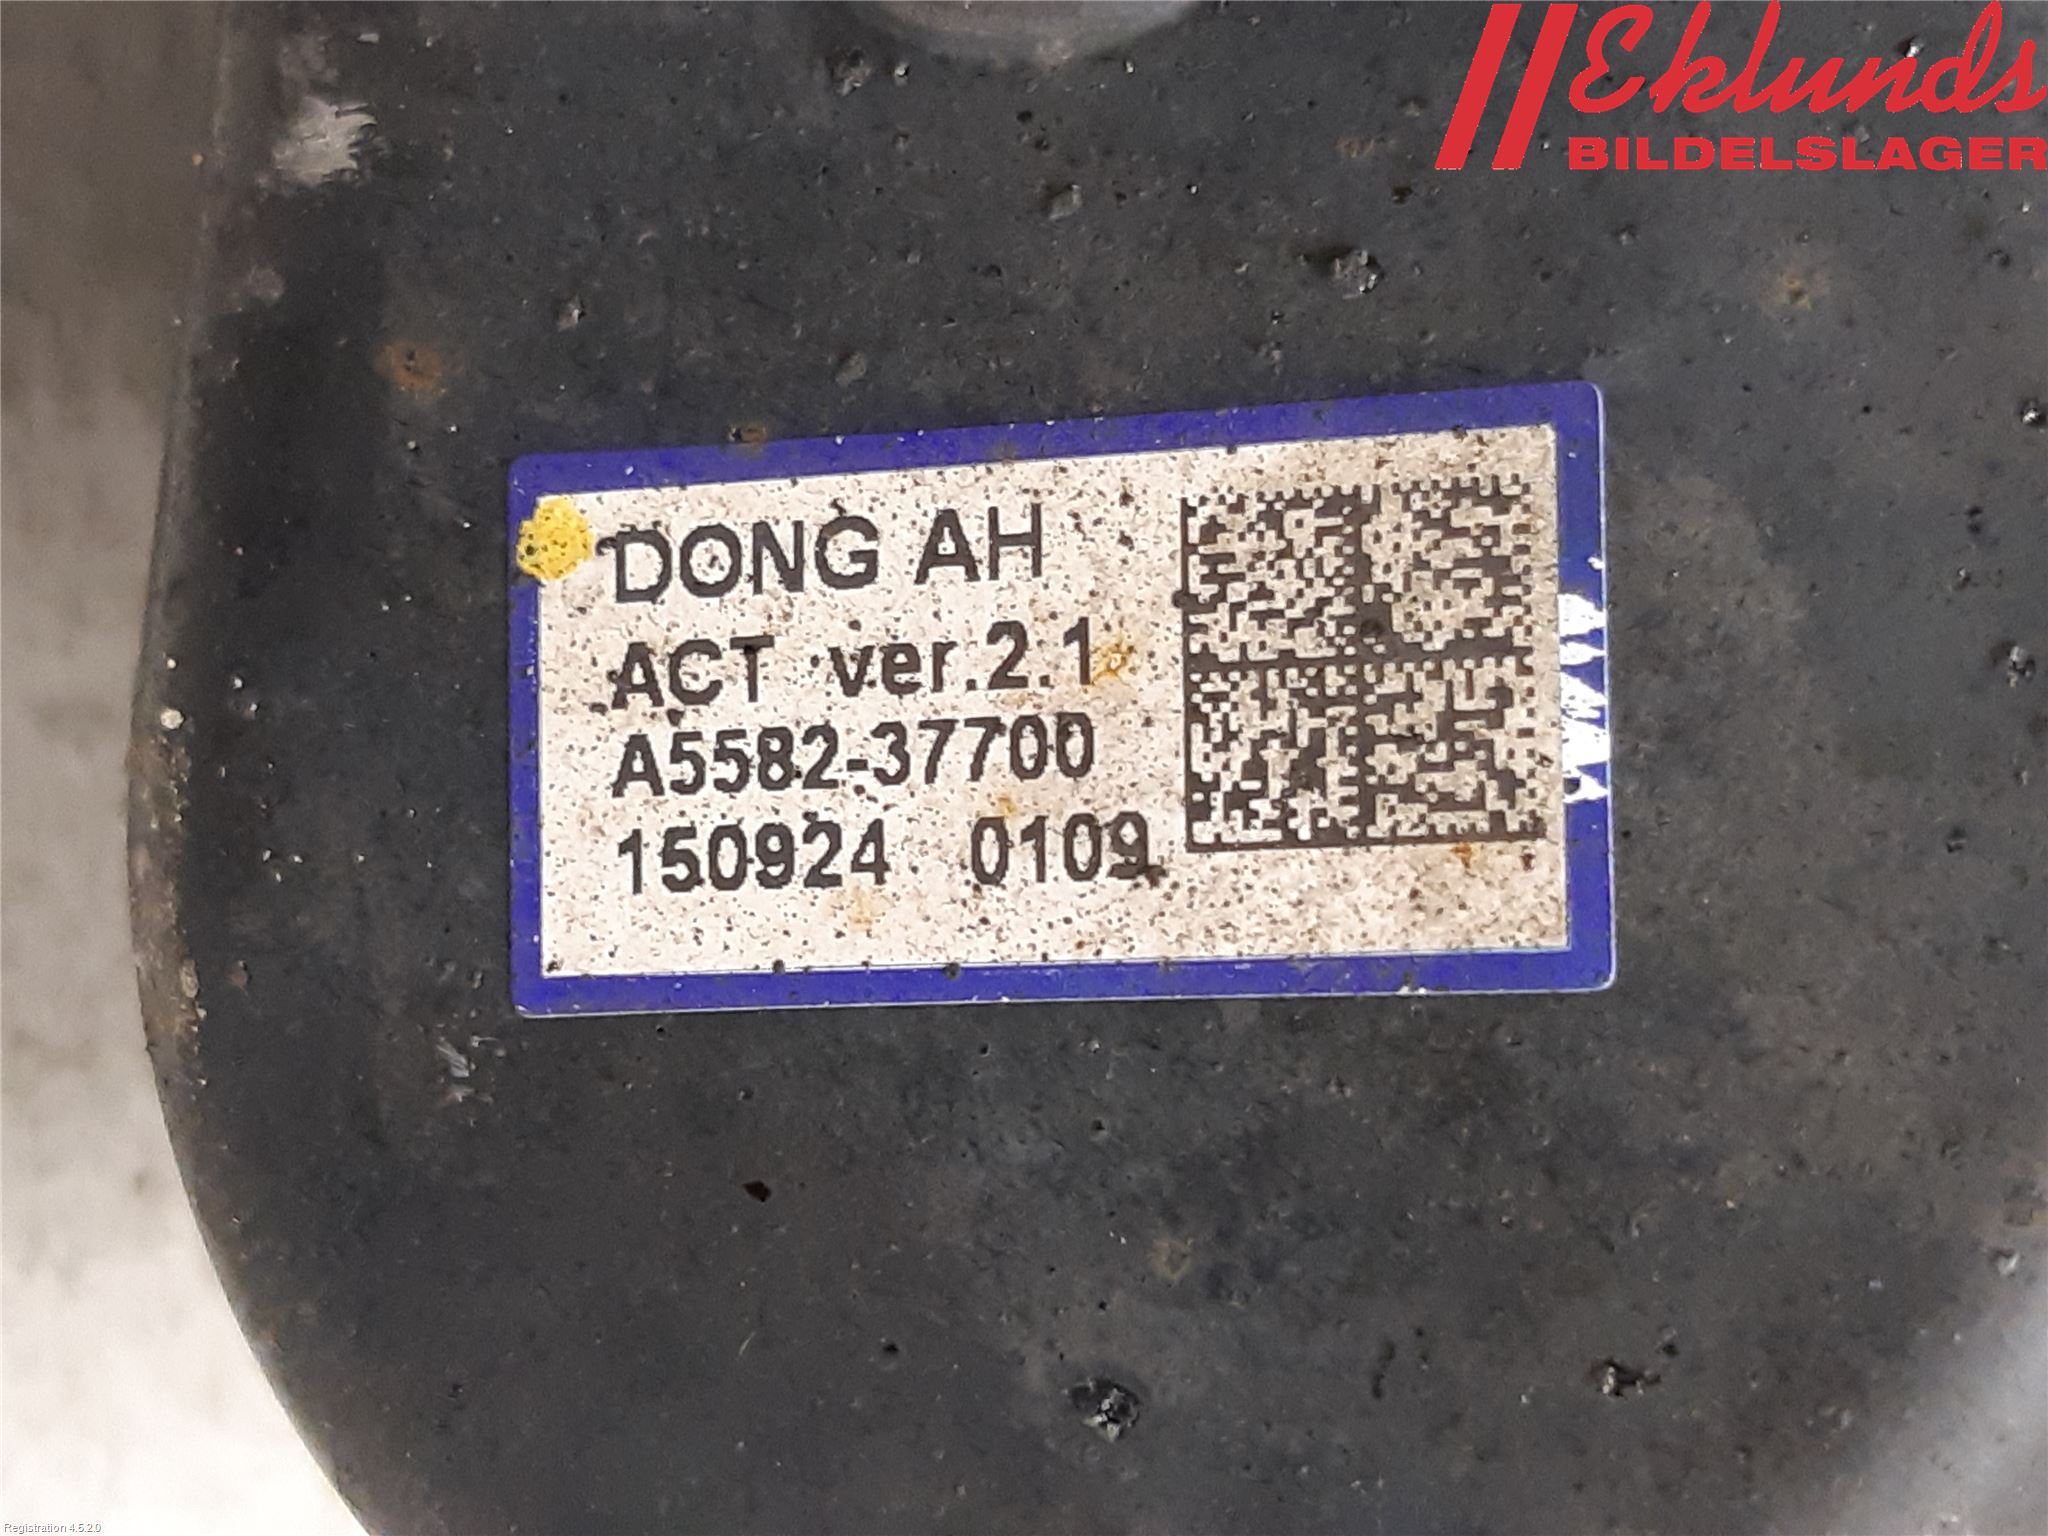 Eklunds
BILDELSLAGER
DONG AH
ACT ver.2.1
A5582-37700
150924 0109
Registration 4.5.2.0